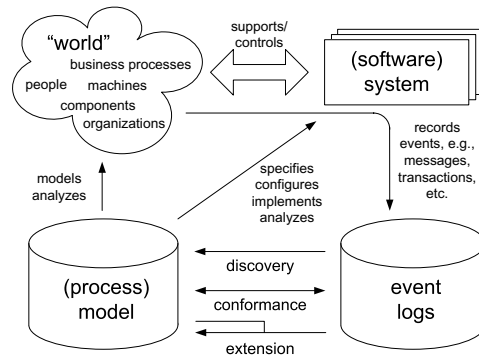 “world”
business processes
people
machines
components
organizations
supports/
controls
(software)
system
records
events, e.g.,
messages,
transactions,
etc.
models
analyzes
specifies
configures
implements
analyzes
(process)
model
discovery
conformance
extension
event
logs